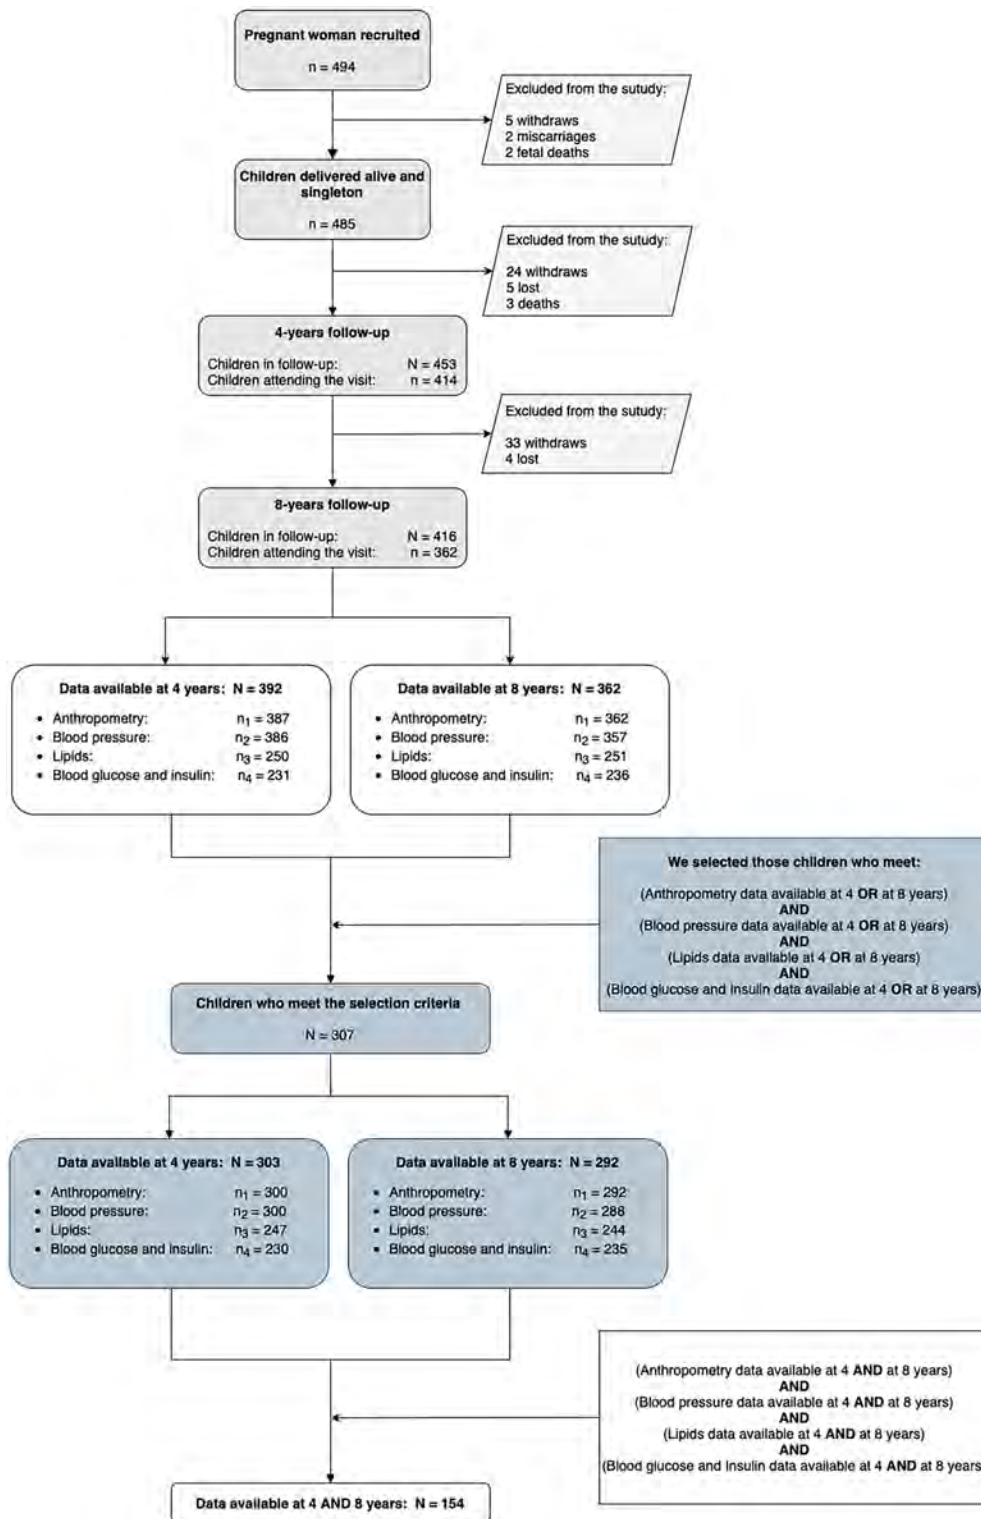 Pregnant woman recruited
n = 494
Excluded from the sutudy:
5 withdraws
2 miscarriages
2 fetal deaths
Children delivered alive and
singleton
n = 485
Excluded from the sutudy:
24 withdraws
5 lost
3 deaths
4-years follow-up
Children in follow-up: N = 453
Children attending the visit: n = 414
Excluded from the sutudy:
33 withdraws
4 lost
8-years follow-up
Children in follow-up: N = 416
Children attending the visit: n = 362
Data available at 4 years: N = 392
• Anthropometry: n1 = 387
• Blood pressure: n2 = 386
• Lipids: n3 = 250
• Blood glucose and insulin: n4 = 231
Data available at 8 years: N = 362
• Anthropometry: n1 = 362
• Blood pressure: n2 = 357
• Lipids: n3 = 251
• Blood glucose and insulin: n4 = 236
We selected those children who meet:
(Anthropometry data available at 4 OR at 8 years)
AND
(Blood pressure data available at 4 OR at 8 years)
AND
(Lipids data available at 4 OR at 8 years)
AND
(Blood glucose and Insulin data available at 4 OR at 8 years)
Children who meet the selection criteria
N = 307
Data available at 4 years: N = 303
• Anthropometry: n1 = 300
• Blood pressure: n2 = 300
• Lipids: n3 = 247
• Blood glucose and insulin: n4 = 230
Data available at 8 years: N = 292
• Anthropometry: n1 = 292
• Blood pressure: n2 = 288
• Lipids: n3 = 244
• Blood glucose and insulin: n4 = 235
(Anthropometry data available at 4 AND at 8 years)
AND
(Blood pressure data available at 4 AND at 8 years)
AND
(Lipids data available at 4 AND at 8 years)
AND
(Blood glucose and Insulin data available at 4 AND at 8 years
Data available at 4 AND 8 years: N = 154